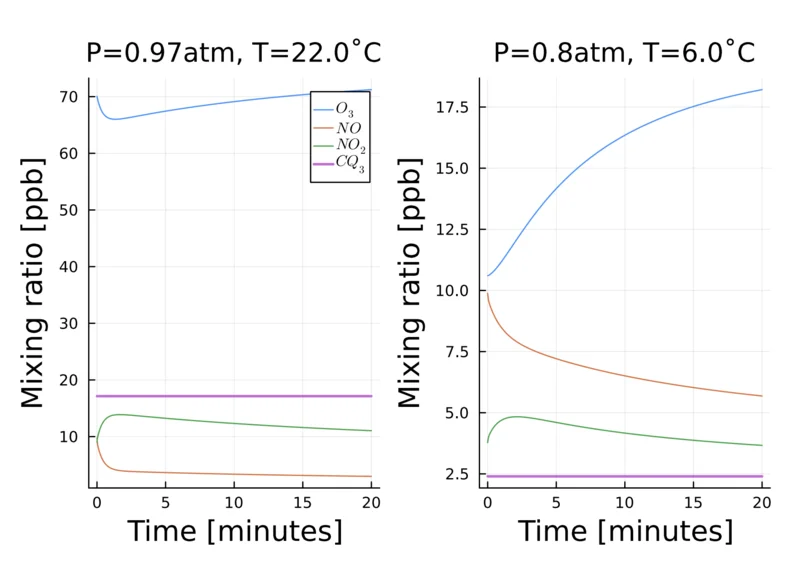 P=0.97atm, T=22.0˚C
Mixing ratio [ppb]
70
60
50
40
30
20
10
O₃
NO
NO₂
CQ₃
0 5 10 15 20
Time [minutes]
P=0.8atm, T=6.0˚C
Mixing ratio [ppb]
17.5
15.0
12.5
10.0
7.5
5.0
2.5
0 5 10 15 20
Time [minutes]